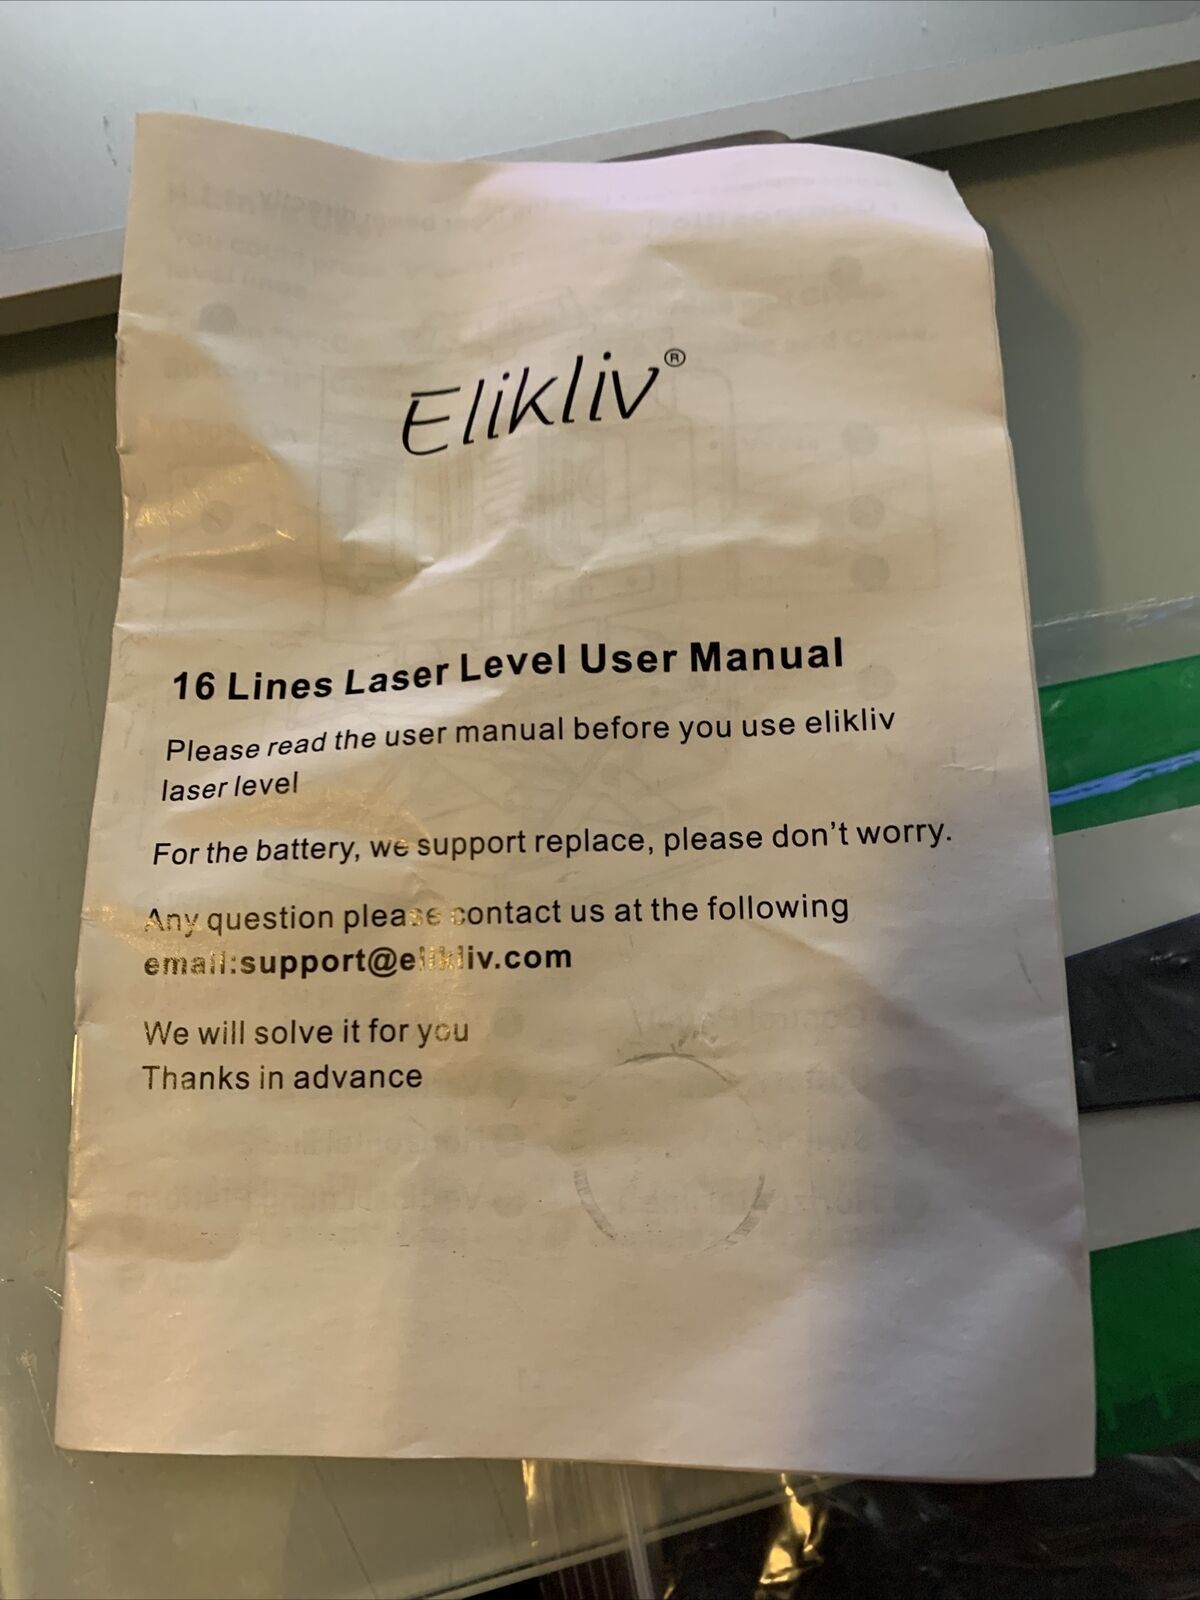 Elikliv®
16 Lines Laser Level User Manual
Please read the user manual before you use elikliv
laser level
For the battery, we support replace, please don't worry.
Any question please contact us at the following
email:support@elikliv.com
We will solve it for you
Thanks in advance